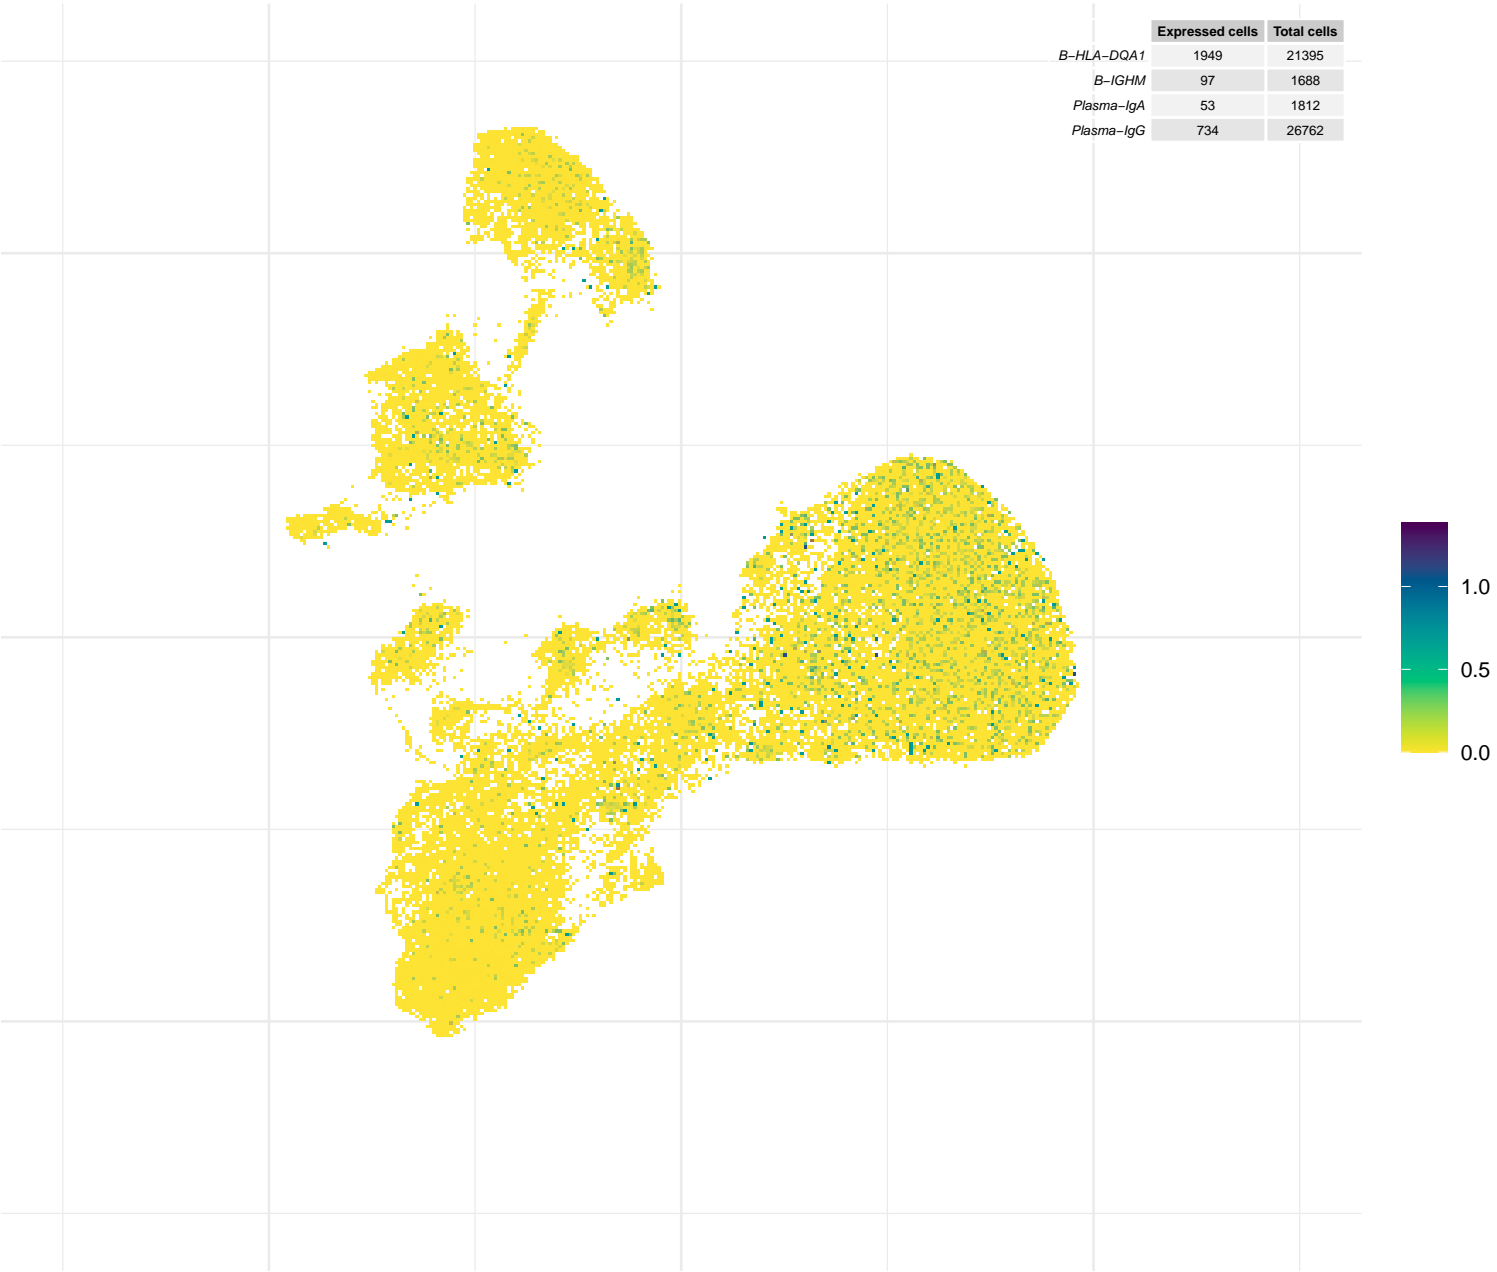 Expressed cells Total cells
B−HLA−DQA1 1949 21395
B−IGHM 97 1688
Plasma−IgA 53 1812
Plasma−IgG 734 26762
1.0
0.5
0.0